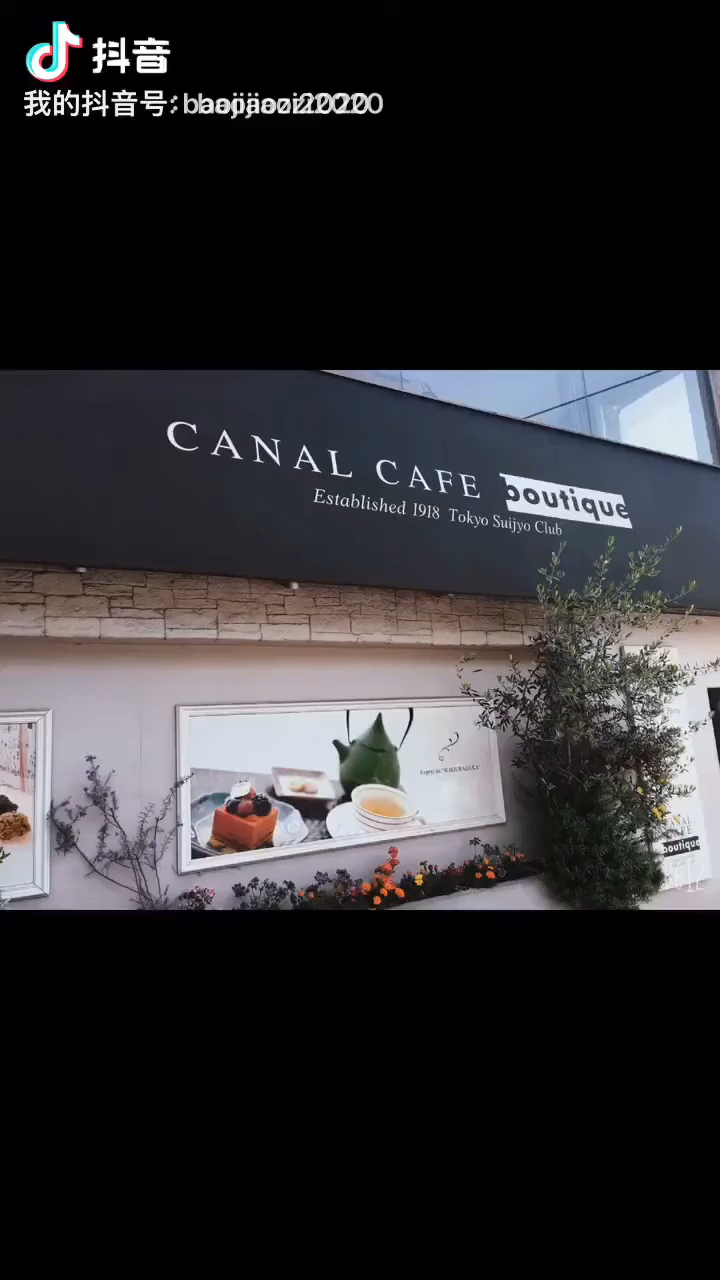 抖音
我的抖音号:
CANAL CAFE boutique
Established 1918 Tokyo Suijyo Club
boutique